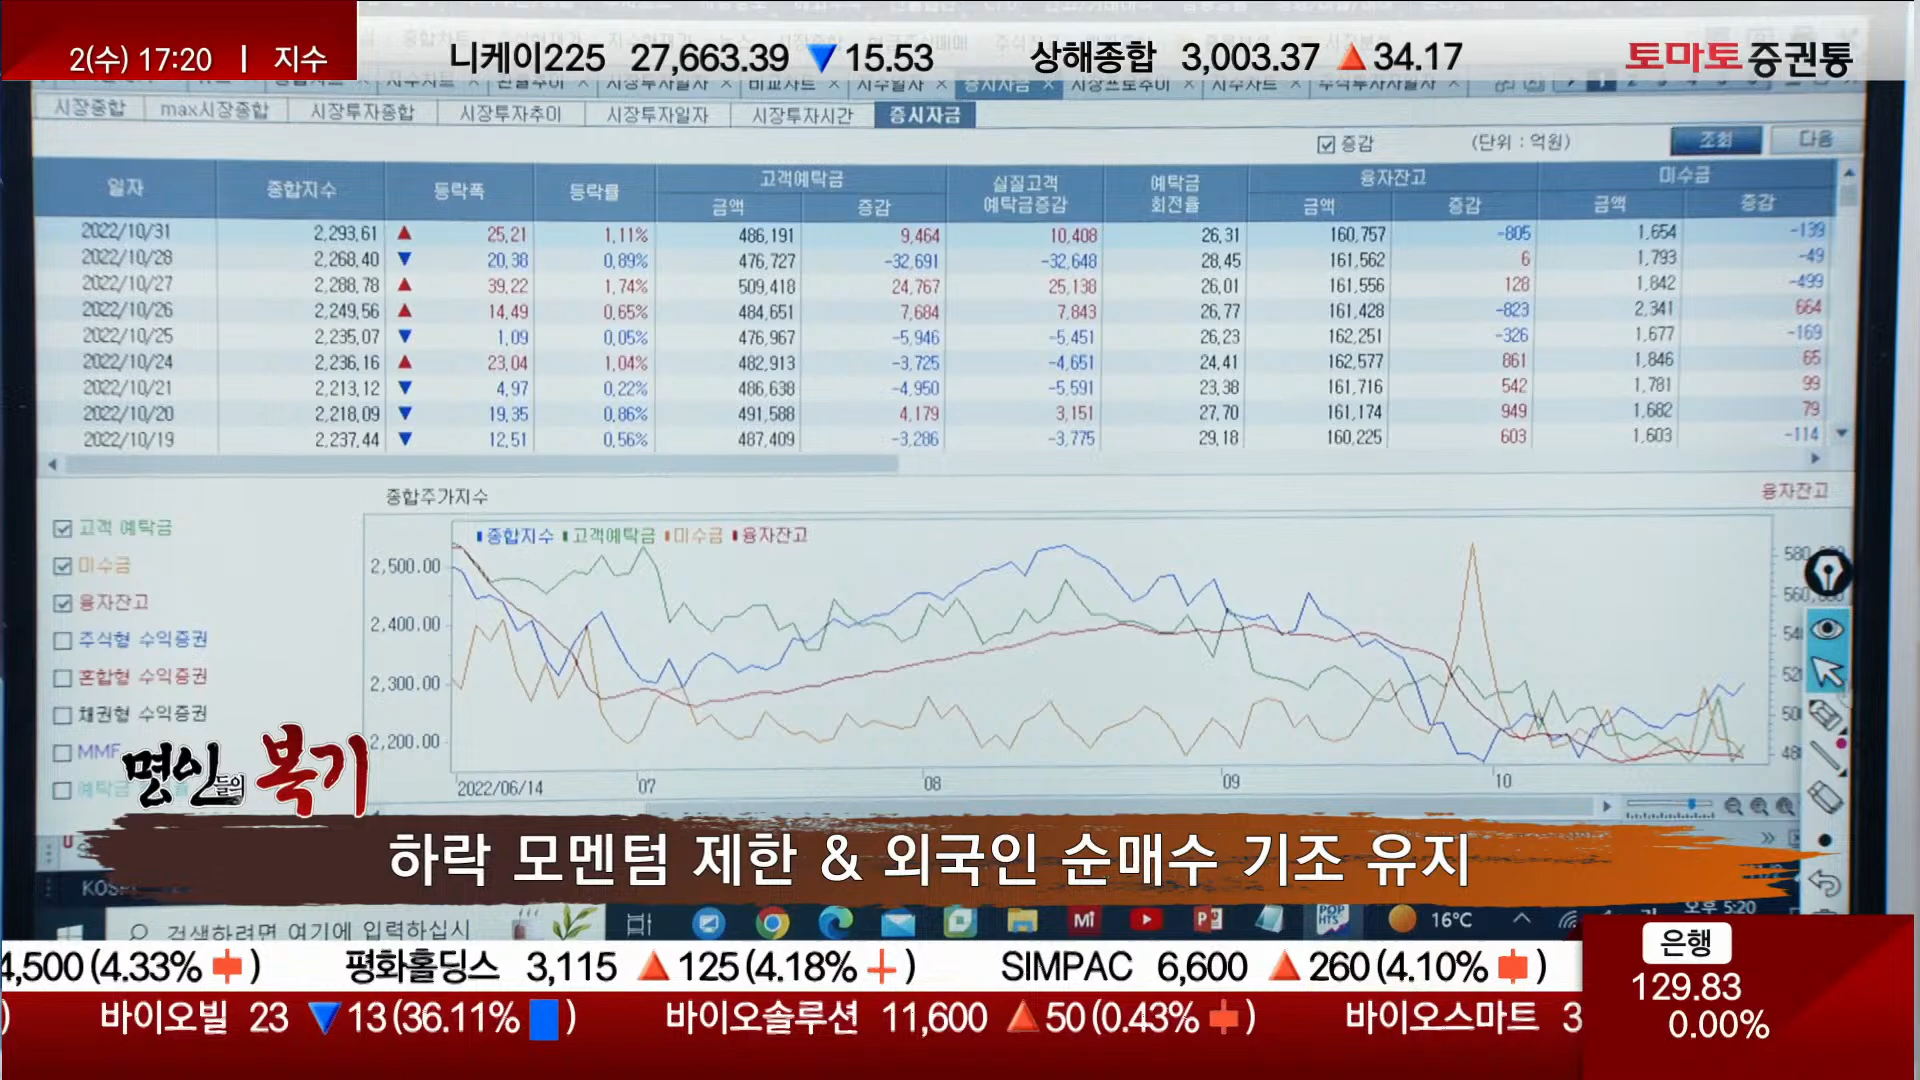 2(수) 17:20 | 지수
니케이225 27,663.39 ▼15.53 상해종합 3,003.37 ▲34.17
토마토증권통
시장종합 max시장종합 시장투자종합 시장투자추이 시장투자일자 시장투자시간 증시자금
증감 (단위 : 억원) 조회 다음
일자 종합지수 등락폭 등락률 고객예탁금 실질고객 예탁금 융자잔고 미수금
금액 증감 예탁금증감 회전율 금액 증감 금액 증감
2022/10/31 2,293,61 ▲ 25,21 1,11% 486,191 9,464 10,408 26,31 160,757 -805 1,654 -139
2022/10/28 2,268,40 ▼ 20,38 0,89% 476,727 -32,691 -32,648 28,45 161,562 6 1,793 -49
2022/10/27 2,288,78 ▲ 39,22 1,74% 509,418 24,767 25,138 26,01 161,556 128 1,842 -499
2022/10/26 2,249,56 ▲ 14,49 0,65% 484,651 7,684 7,843 26,77 161,428 -823 2,341 664
2022/10/25 2,235,07 ▼ 1,09 0,05% 476,967 -5,946 -5,451 26,23 162,251 -326 1,677 -169
2022/10/24 2,236,16 ▲ 23,04 1,04% 482,913 -3,725 -4,651 24,41 162,577 861 1,846 65
2022/10/21 2,213,12 ▼ 4,97 0,22% 486,638 -4,950 -5,591 23,38 161,716 542 1,781 99
2022/10/20 2,218,09 ▼ 19,35 0,86% 491,588 4,179 3,151 27,70 161,174 949 1,682 79
2022/10/19 2,237,44 ▼ 12,51 0,56% 487,409 -3,286 -3,775 29,18 160,225 603 1,603 -114
종합주가지수 융자잔고
고객 예탁금
미수금
융자잔고
주식형 수익증권
혼합형 수익증권
채권형 수익증권
MMF
예탁금
종합지수 고객예탁금 미수금 융자잔고
2,500.00
2,400.00
2,300.00
2,200.00
2022/06/14 07 08 09 10
명인들의 복기
하락 모멘텀 제한 & 외국인 순매수 기조 유지
검색하려면 여기에 입력하십시
16°C
오후 5:20
4,500(4.33%) 평화홀딩스 3,115 ▲125(4.18%) SIMPAC 6,600 ▲260(4.10%)
바이오빌 23 ▼13(36.11%) 바이오솔루션 11,600 ▲50(0.43%) 바이오스마트 3
은행
129.83
0.00%